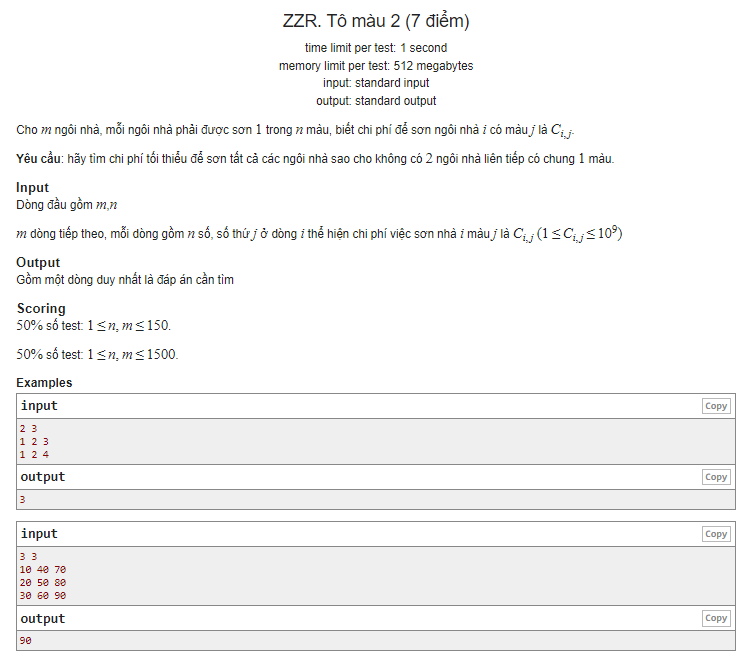 ZZR. Tô màu 2 (7 điểm)
time limit per test: 1 second
memory limit per test: 512 megabytes
input: standard input
output: standard output
Cho m ngôi nhà, mỗi ngôi nhà phải được sơn 1 trong n màu, biết chi phí để sơn ngôi nhà i có màu j là C_{i,j}.
Yêu cầu: hãy tìm chi phí tối thiểu để sơn tất cả các ngôi nhà sao cho không có 2 ngôi nhà liên tiếp có chung 1 màu.
Input
Dòng đầu gồm m,n
m dòng tiếp theo, mỗi dòng gồm n số, số thứ j ở dòng i thể hiện chi phí việc sơn nhà i màu j là C_{i,j} (1 ≤ C_{i,j} ≤ 10^9)
Output
Gồm một dòng duy nhất là đáp án cần tìm
Scoring
50% số test: 1 ≤ n, m ≤ 150.
50% số test: 1 ≤ n, m ≤ 1500.
Examples
input Copy
2 3
1 2 3
1 2 4
output Copy
3
input Copy
3 3
10 40 70
20 50 80
30 60 90
output Copy
90